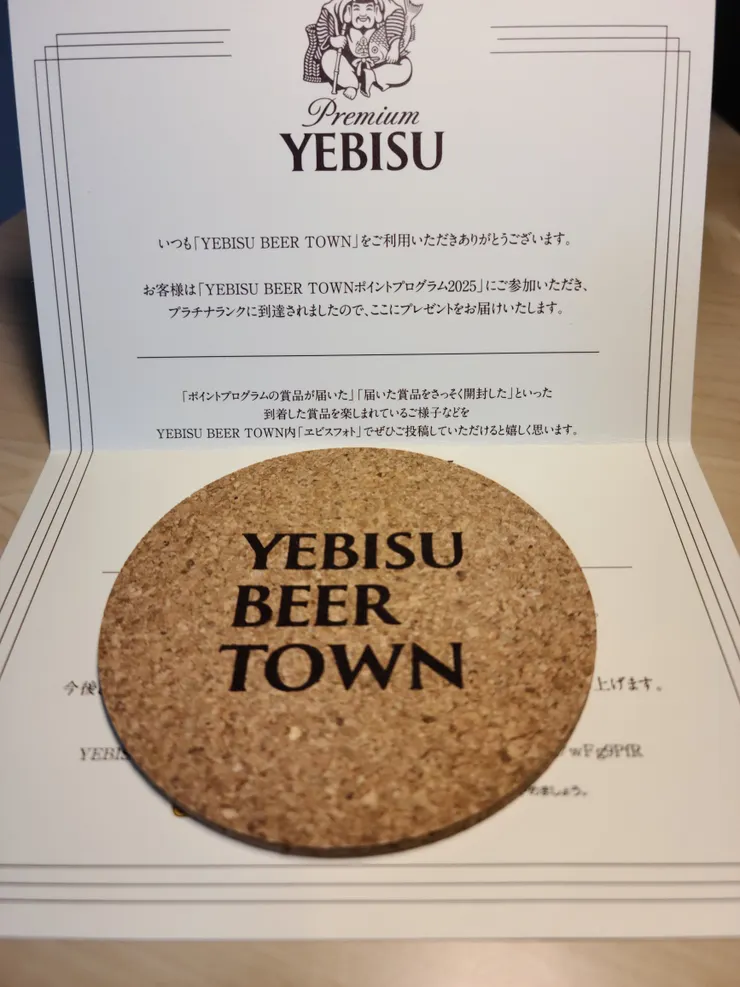 Premium
YEBISU
いつも「YEBISU BEER TOWN」をご利用いただきありがとうございます。
お客様は「YEBISU BEER TOWNポイントプログラム2025」にご参加いただき、
プラチナランクに到達されましたので、ここにプレゼントをお届けいたします。
「ポイントプログラムの賞品が届いた」「届いた賞品をさっそく開封した」といった
到着した賞品を楽しまれているご様子などを
YEBISU BEER TOWN内「ヱビスフォト」でぜひご投稿していただけると嬉しく思います。
YEBISU
BEER
TOWN
今後 上げます。
YEBIS wFg9PfR